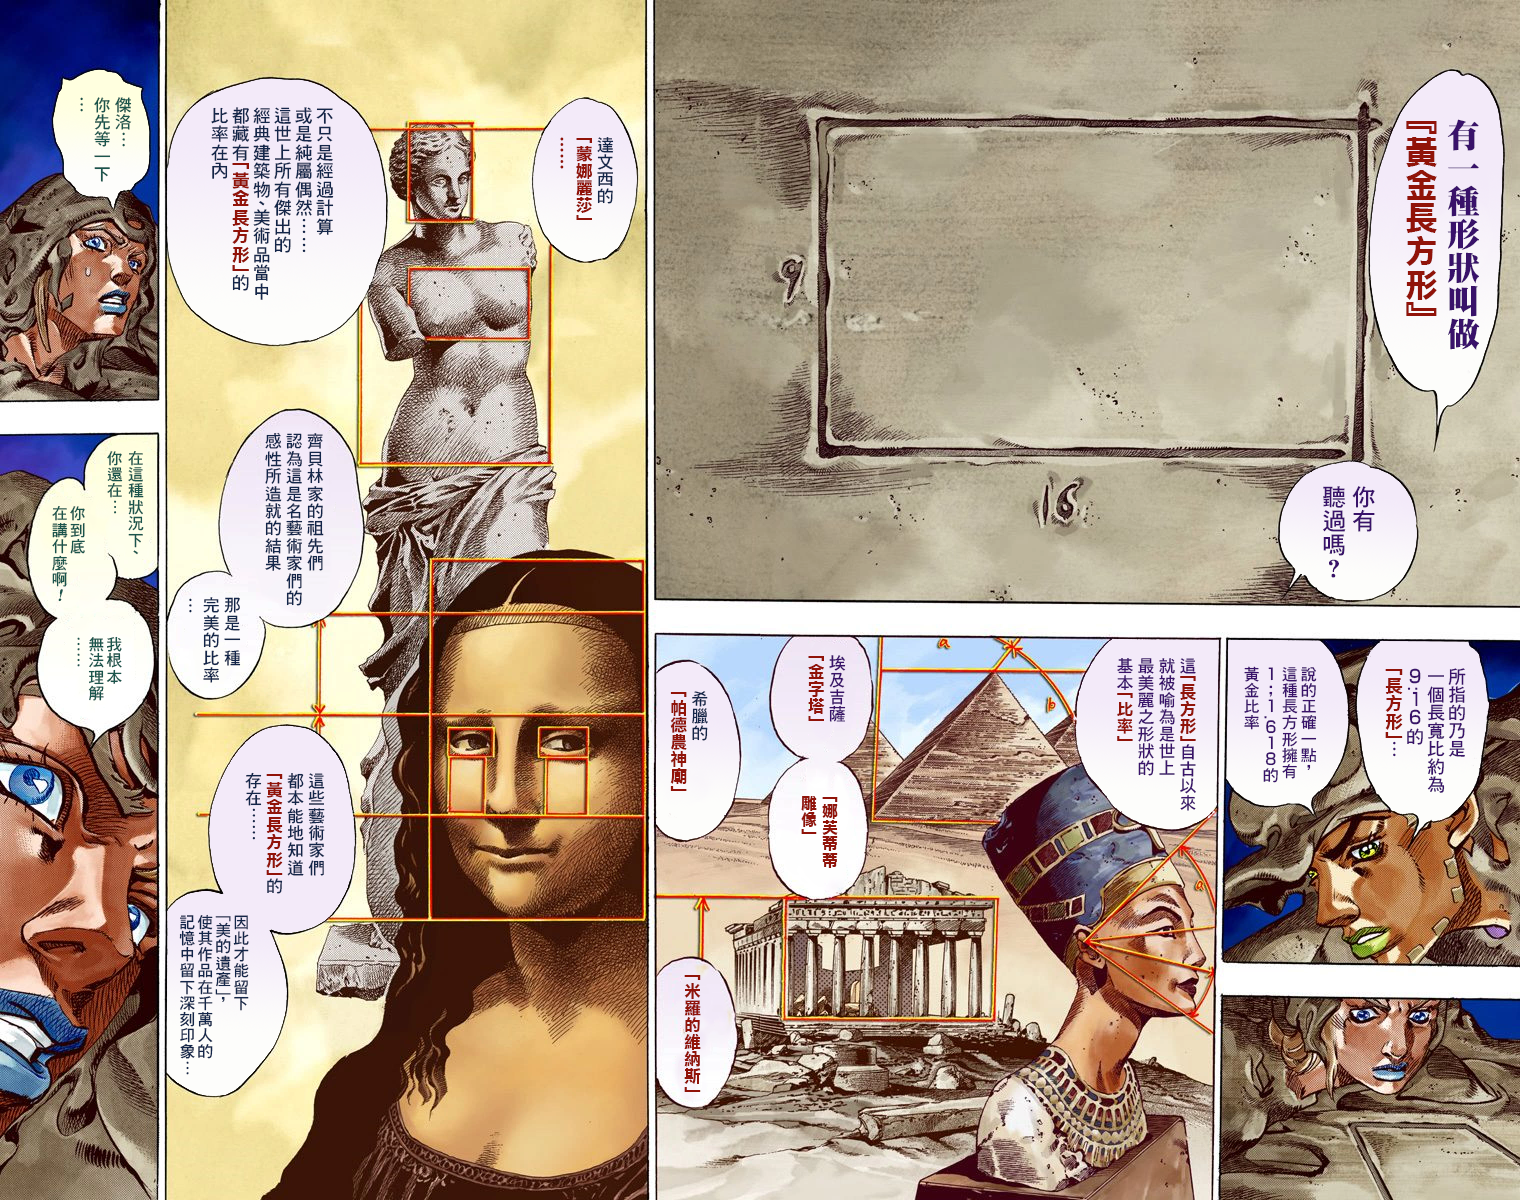 有一種形狀叫做
『黃金長方形』
你有
聽過嗎？
9
16
所指的乃是
一個長寬比約為
9：16的
「長方形」…
說的正確一點，
這種長方形擁有
1：1.618的
黃金比率
這「長方形」自古以來
就被喻為是世上
最美麗之形狀的
基本「比率」
a
b
a
埃及吉薩
「金字塔」
「娜芙蒂蒂
雕像」
希臘的
「帕德農神廟」
「米羅的維納斯」
達文西的
「蒙娜麗莎」
……
不只是經過計算
或是純屬偶然……
這世上所有傑出的
經典建築物、美術品當中
都藏有「黃金長方形」的
比率在內
齊貝林家的祖先們
認為這是名藝術家們的
感性所造就的結果
那是一種
完美的比率
…
這些藝術家們
都本能地知道
「黃金長方形」的
存在……
因此才能留下
「美的遺產」，
使其作品在千萬人的
記憶中留下深刻印象…
傑洛…
你先等一下
…
在這種狀況下、
你還在…
你到底
在講什麼啊！
我根本
無法理解
……